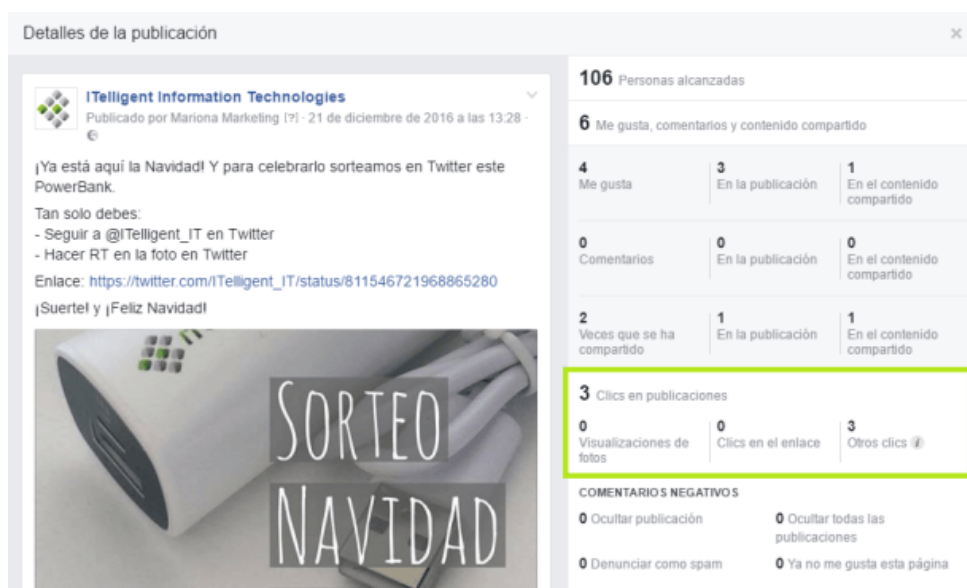 Detalles de la publicación
ITelligent Information Technologies
Publicado por Mariona Marketing [?] · 21 de diciembre de 2016 a las 13:28 ·
¡Ya está aquí la Navidad! Y para celebrarlo sorteamos en Twitter este
PowerBank.
Tan solo debes:
- Seguir a @ITelligent_IT en Twitter
- Hacer RT en la foto en Twitter
Enlace: https://twitter.com/ITelligent_IT/status/811546721968865280
¡Suerte! y ¡Feliz Navidad!
SORTEO
NAVIDAD
106 Personas alcanzadas
6 Me gusta, comentarios y contenido compartido
4
Me gusta
3
En la publicación
1
En el contenido
compartido
0
Comentarios
0
En la publicación
0
En el contenido
compartido
2
Veces que se ha
compartido
1
En la publicación
1
En el contenido
compartido
3 Clics en publicaciones
0
Visualizaciones de
fotos
0
Clics en el enlace
3
Otros clics
COMENTARIOS NEGATIVOS
0 Ocultar publicación
0 Ocultar todas las
publicaciones
0 Denunciar como spam
0 Ya no me gusta esta página